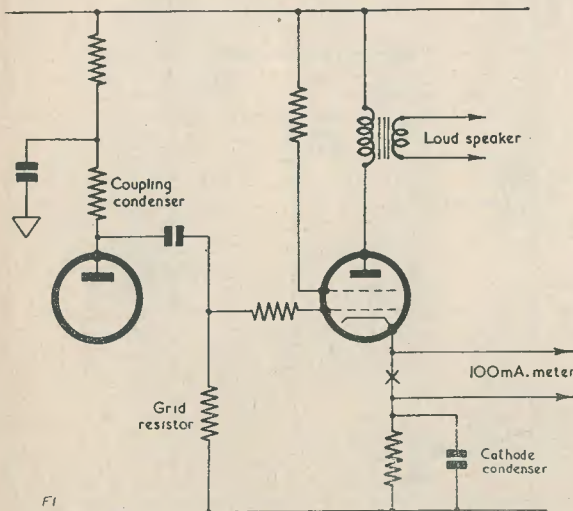 Loud speaker
Coupling
condenser
100mA. meter
Grid
resistor
Cathode
condenser
F1